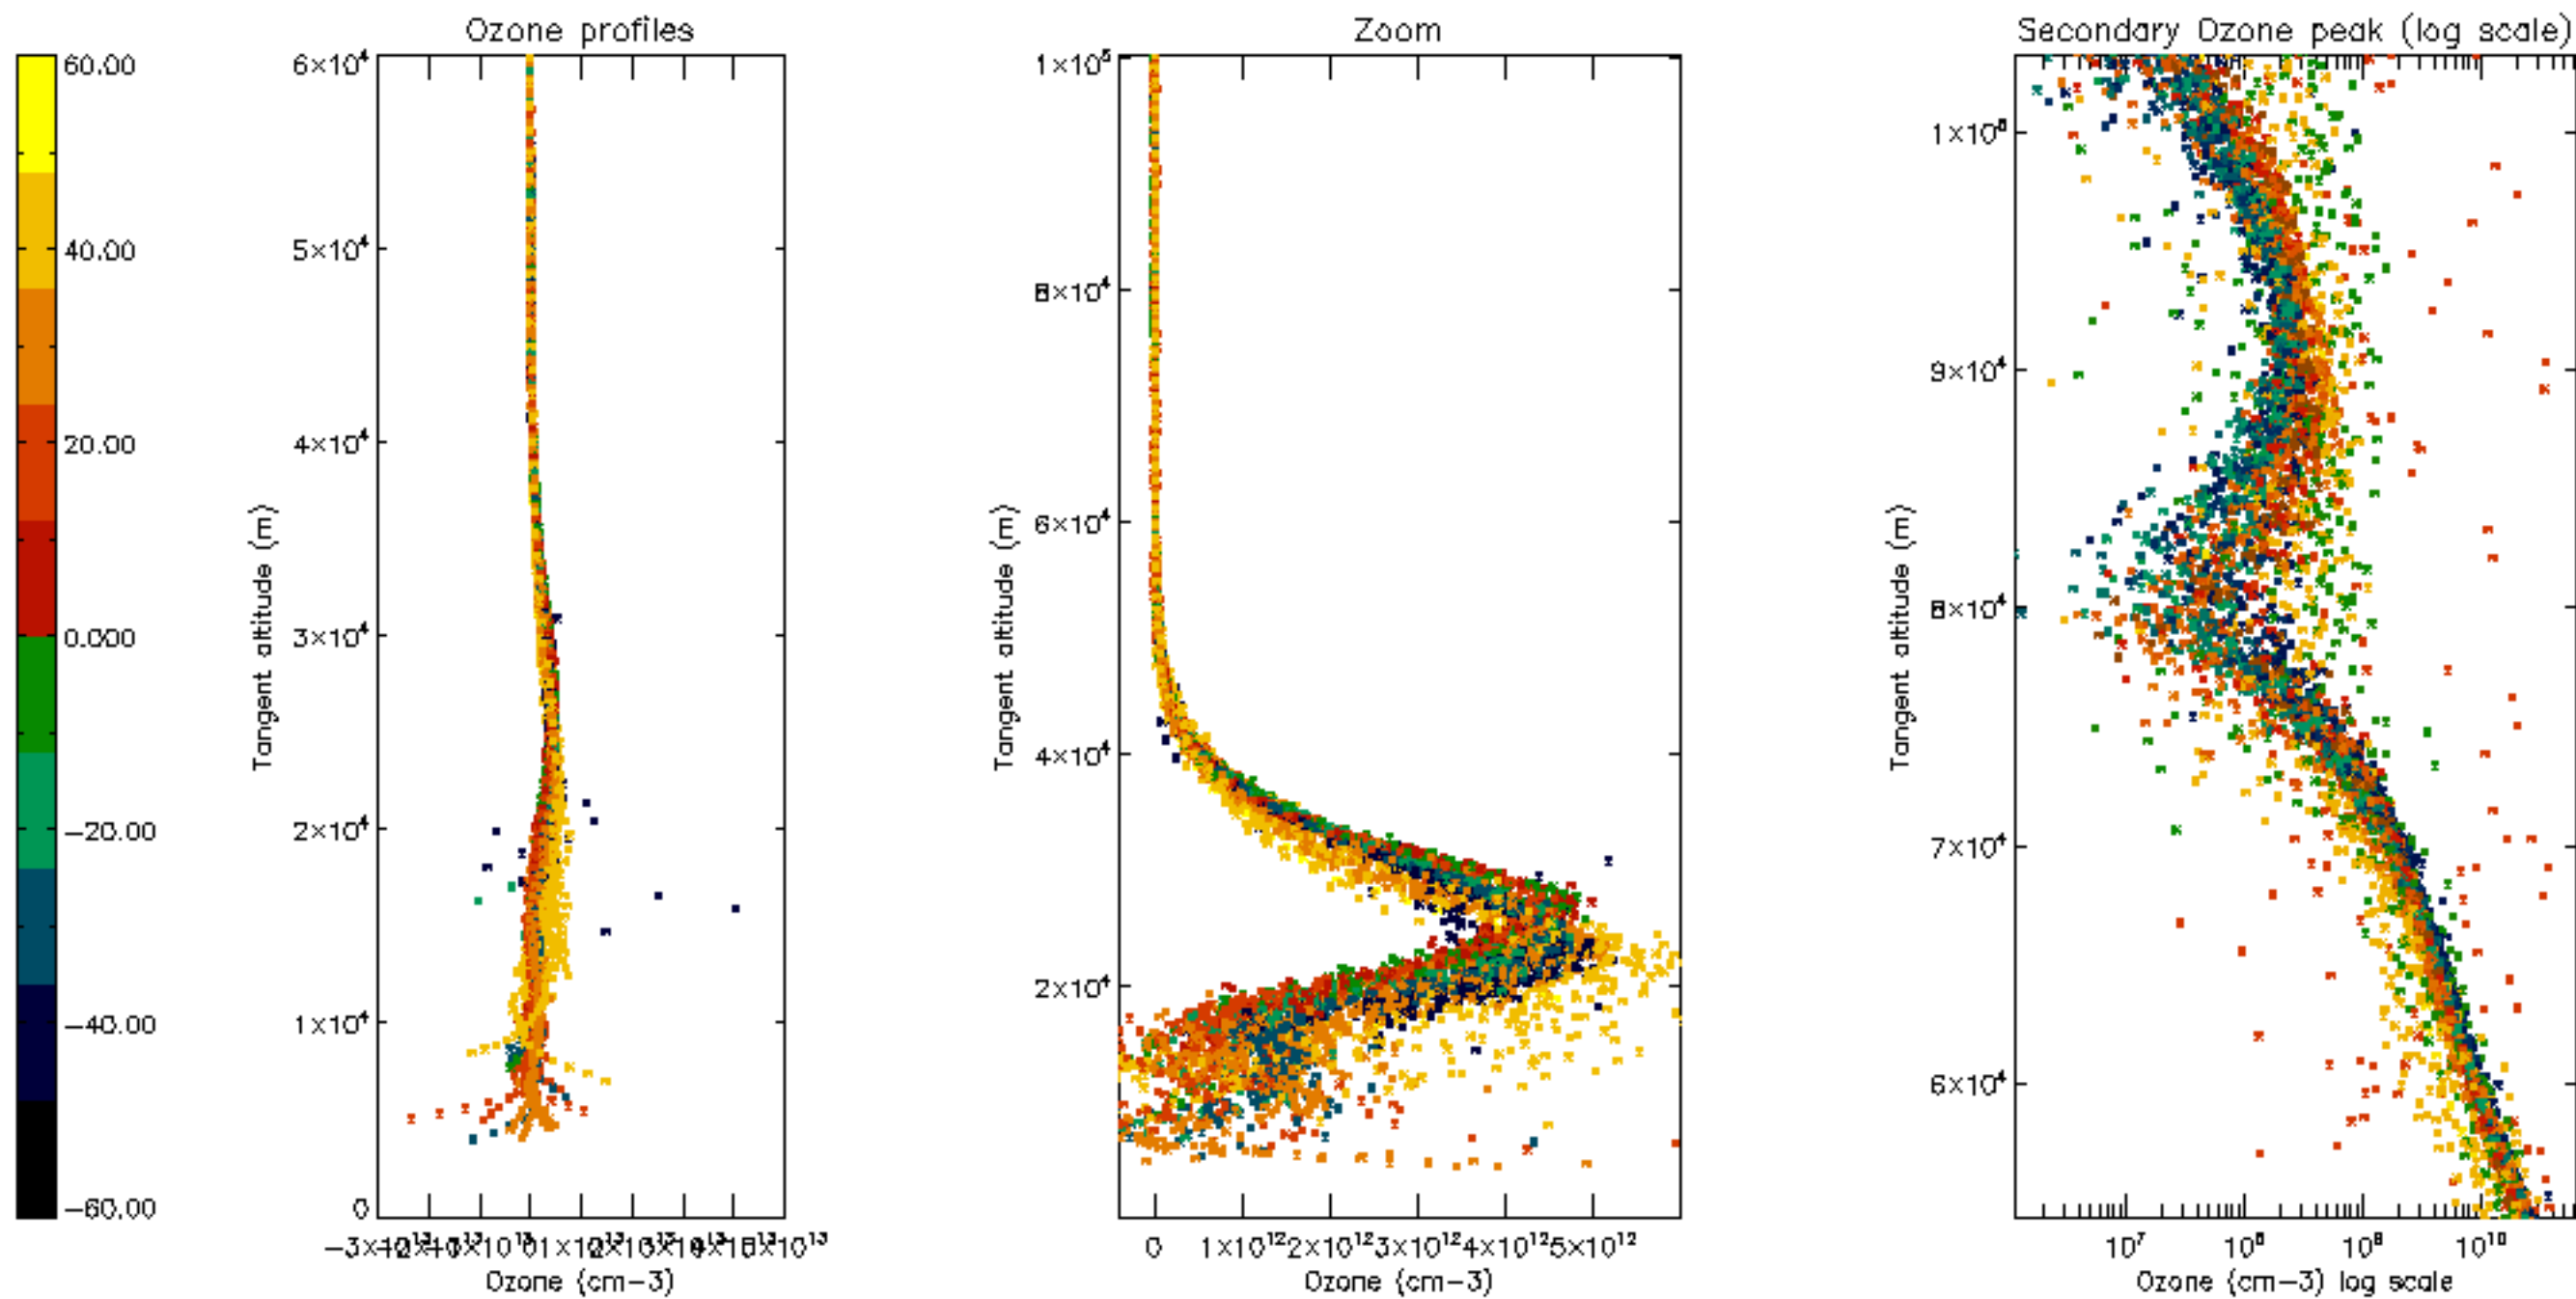 Ozone profiles
Zoom
Secondary Ozone peak (log scale)
60.00
40.00
20.00
0.000
−20.00
−40.00
−60.00
6×10⁴
5×10⁴
4×10⁴
3×10⁴
2×10⁴
1×10⁴
0
Tangent altitude (m)
Ozone (cm−3)
1×10⁵
8×10⁴
6×10⁴
4×10⁴
2×10⁴
Tangent altitude (m)
0 1×10¹² 2×10¹² 3×10¹² 4×10¹² 5×10¹²
Ozone (cm−3)
9×10⁴
8×10⁴
7×10⁴
6×10⁴
Tangent altitude (m)
10⁷ 10⁸ 10⁹ 10¹⁰
Ozone (cm−3) log scale